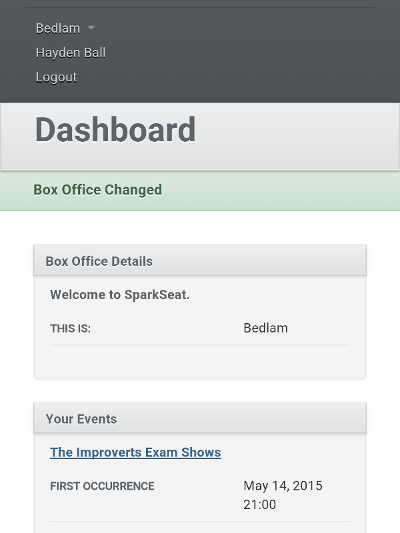 Bedlam
Hayden Ball
Logout
Dashboard
Box Office Changed
Box Office Details
Welcome to SparkSeat.
THIS IS: Bedlam
Your Events
The Improverts Exam Shows
FIRST OCCURRENCE May 14, 2015
21:00